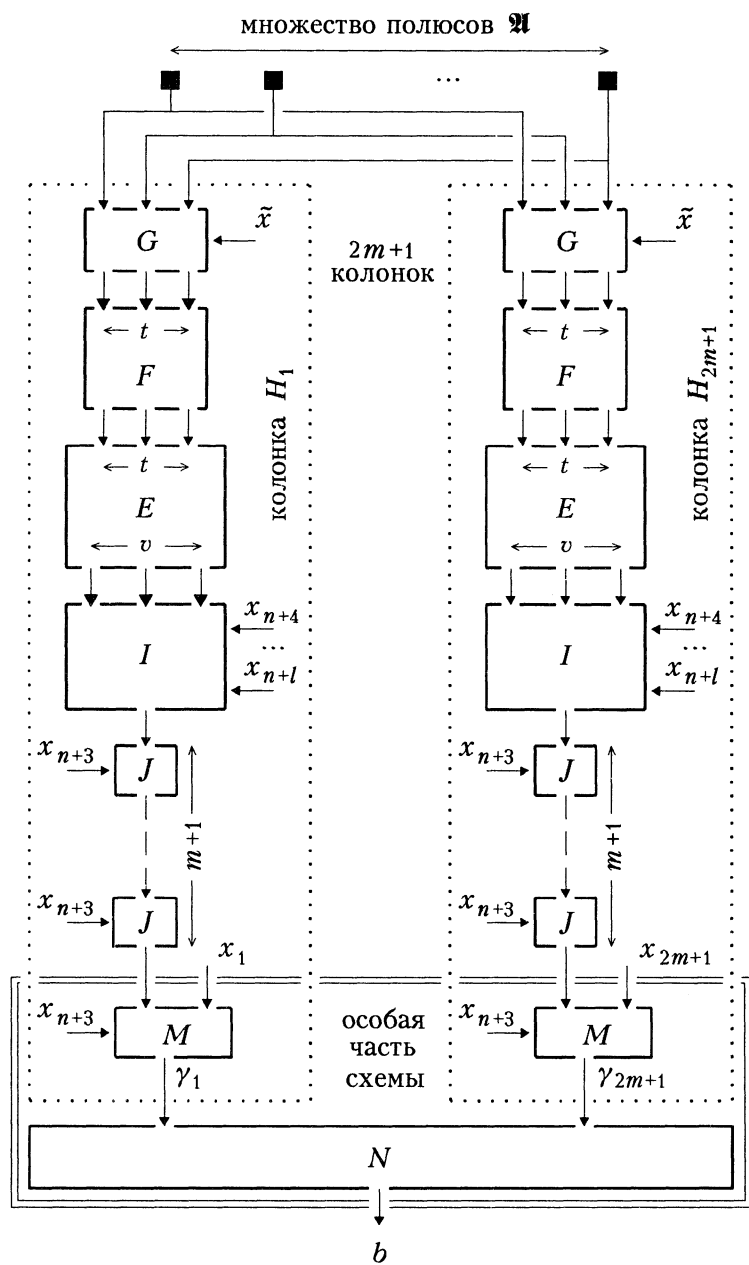 множество полюсов 𝔄
...
G x̃ G x̃
2m+1
колонок
t t
F F
колонка H₁ колонка H₂ₘ₊₁
t t
E E
v v
xₙ₊₄ xₙ₊₄
I ... I ...
xₙ₊ₗ xₙ₊ₗ
xₙ₊₃ J xₙ₊₃ J
m+1 m+1
xₙ₊₃ J xₙ₊₃ J
x₁ x₂ₘ₊₁
xₙ₊₃ M xₙ₊₃ M
особая
часть
схемы
γ₁ γ₂ₘ₊₁
N
b